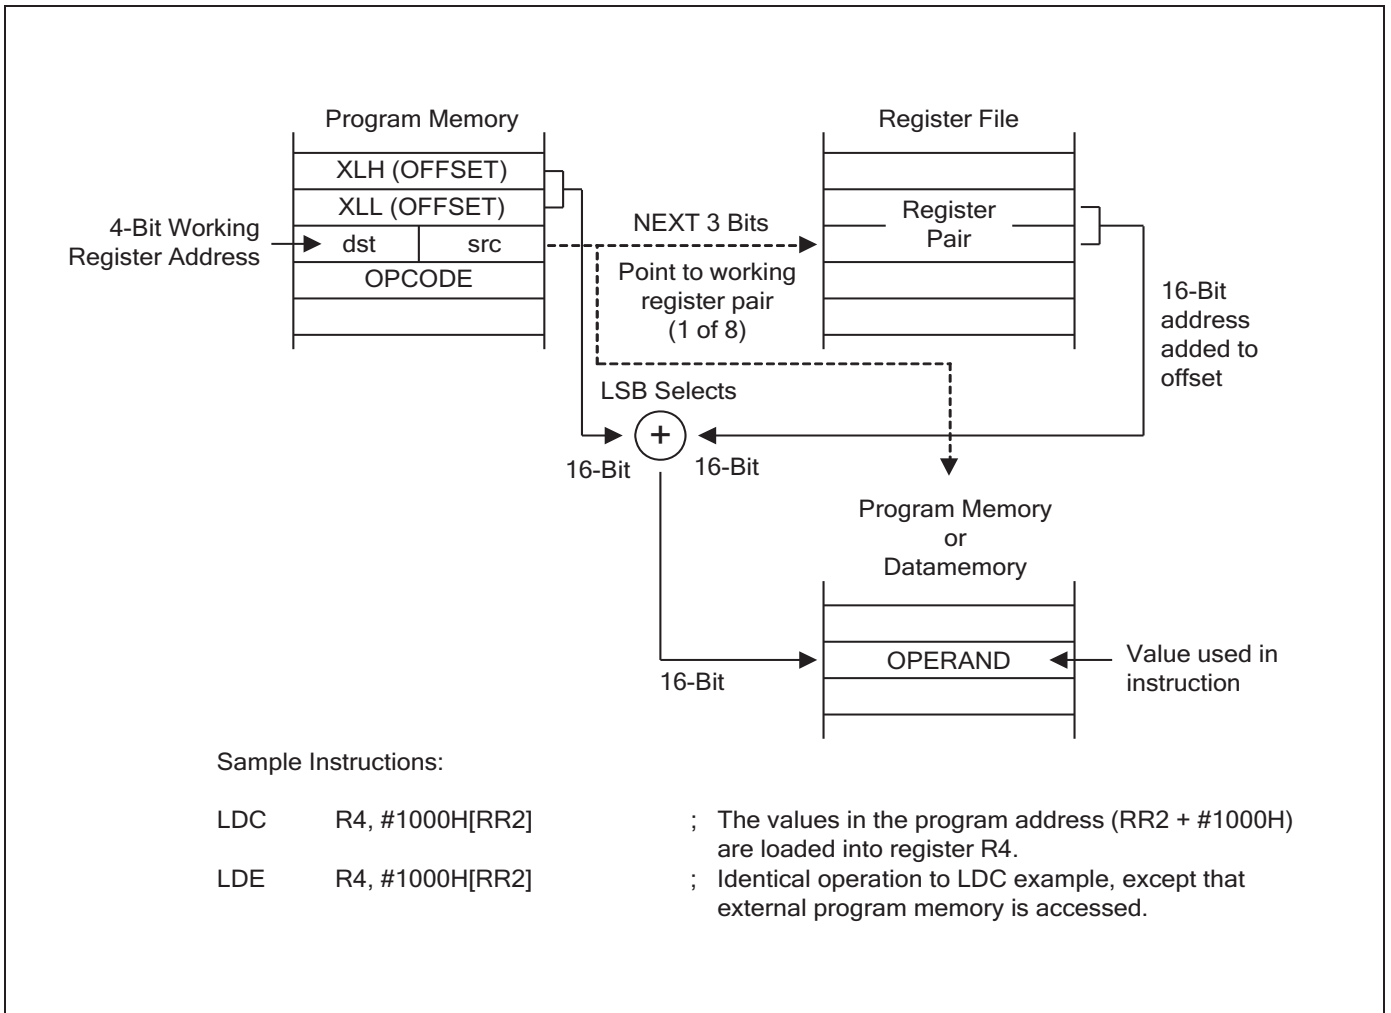 Program Memory
Register File
XLH (OFFSET)
XLL (OFFSET)
4-Bit Working
Register Address
dst
src
OPCODE
NEXT 3 Bits
Point to working
register pair
(1 of 8)
Register
Pair
16-Bit
address
added to
offset
LSB Selects
+
16-Bit
16-Bit
Program Memory
or
Datamemory
OPERAND
Value used in
instruction
16-Bit
Sample Instructions:
LDC R4, #1000H[RR2] ; The values in the program address (RR2 + #1000H)
are loaded into register R4.
LDE R4, #1000H[RR2] ; Identical operation to LDC example, except that
external program memory is accessed.